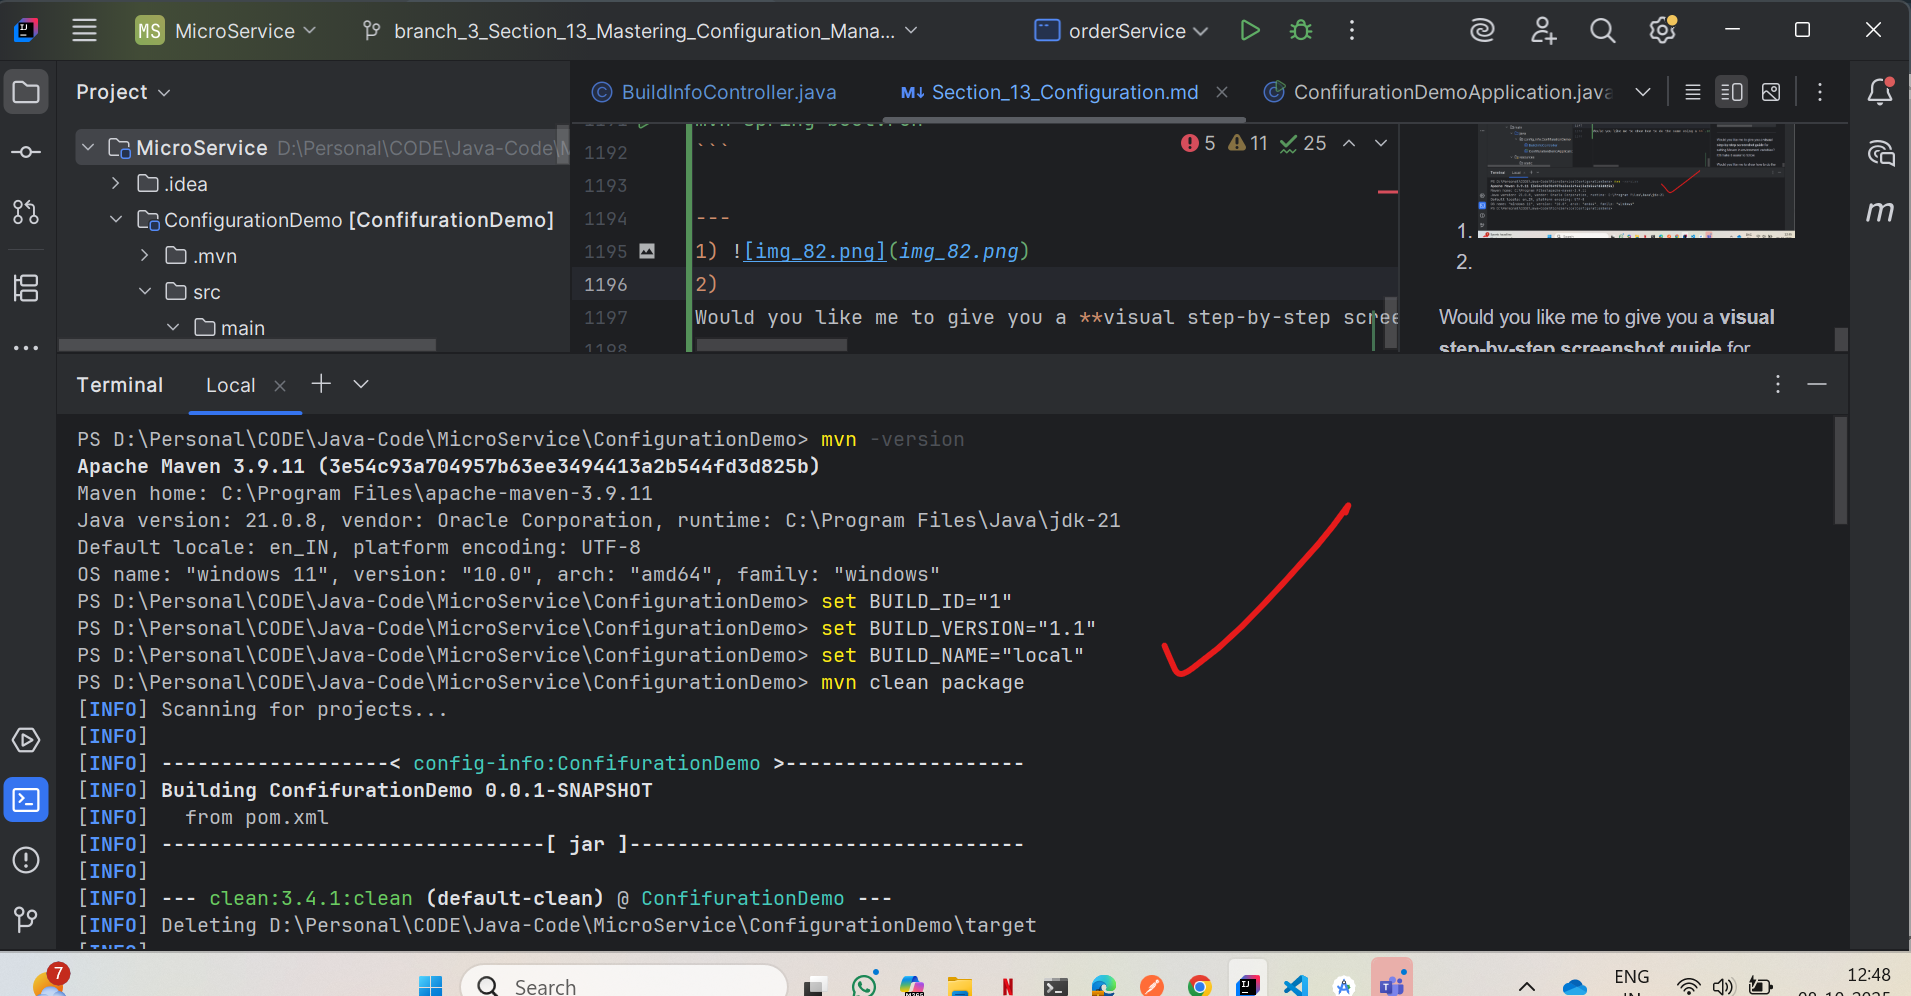 MS MicroService branch_3_Section_13_Mastering_Configuration_Mana... orderService
Project
BuildInfoController.java
M↓ Section_13_Configuration.md
ConfifurationDemoApplication.java
MicroService D:\Personal\CODE\Java-Code\M
.idea
ConfigurationDemo [ConfifurationDemo]
.mvn
src
main
5 11 25
1192 ```
1193
1194 ---
1195 1) ![img_82.png](img_82.png)
1196 2)
1197 Would you like me to give you a **visual step-by-step scree
1198
1.
2.
Would you like me to give you a visual
step-by-step screenshot guide for
Terminal Local
PS D:\Personal\CODE\Java-Code\MicroService\ConfigurationDemo> mvn -version
Apache Maven 3.9.11 (3e54c93a704957b63ee3494413a2b544fd3d825b)
Maven home: C:\Program Files\apache-maven-3.9.11
Java version: 21.0.8, vendor: Oracle Corporation, runtime: C:\Program Files\Java\jdk-21
Default locale: en_IN, platform encoding: UTF-8
OS name: "windows 11", version: "10.0", arch: "amd64", family: "windows"
PS D:\Personal\CODE\Java-Code\MicroService\ConfigurationDemo> set BUILD_ID="1"
PS D:\Personal\CODE\Java-Code\MicroService\ConfigurationDemo> set BUILD_VERSION="1.1"
PS D:\Personal\CODE\Java-Code\MicroService\ConfigurationDemo> set BUILD_NAME="local"
PS D:\Personal\CODE\Java-Code\MicroService\ConfigurationDemo> mvn clean package
[INFO] Scanning for projects...
[INFO]
[INFO] -------------------< config-info:ConfifurationDemo >--------------------
[INFO] Building ConfifurationDemo 0.0.1-SNAPSHOT
[INFO]   from pom.xml
[INFO] --------------------------------[ jar ]---------------------------------
[INFO]
[INFO] --- clean:3.4.1:clean (default-clean) @ ConfifurationDemo ---
[INFO] Deleting D:\Personal\CODE\Java-Code\MicroService\ConfigurationDemo\target
[INFO]
7
Search
ENG
IN
12:48